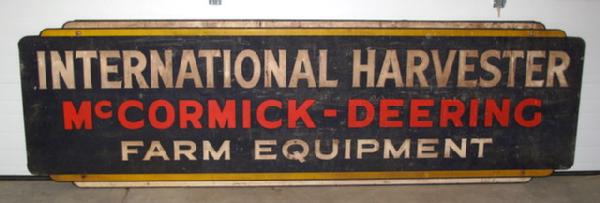 INTERNATIONAL HARVESTER
McCORMICK-DEERING
FARM EQUIPMENT